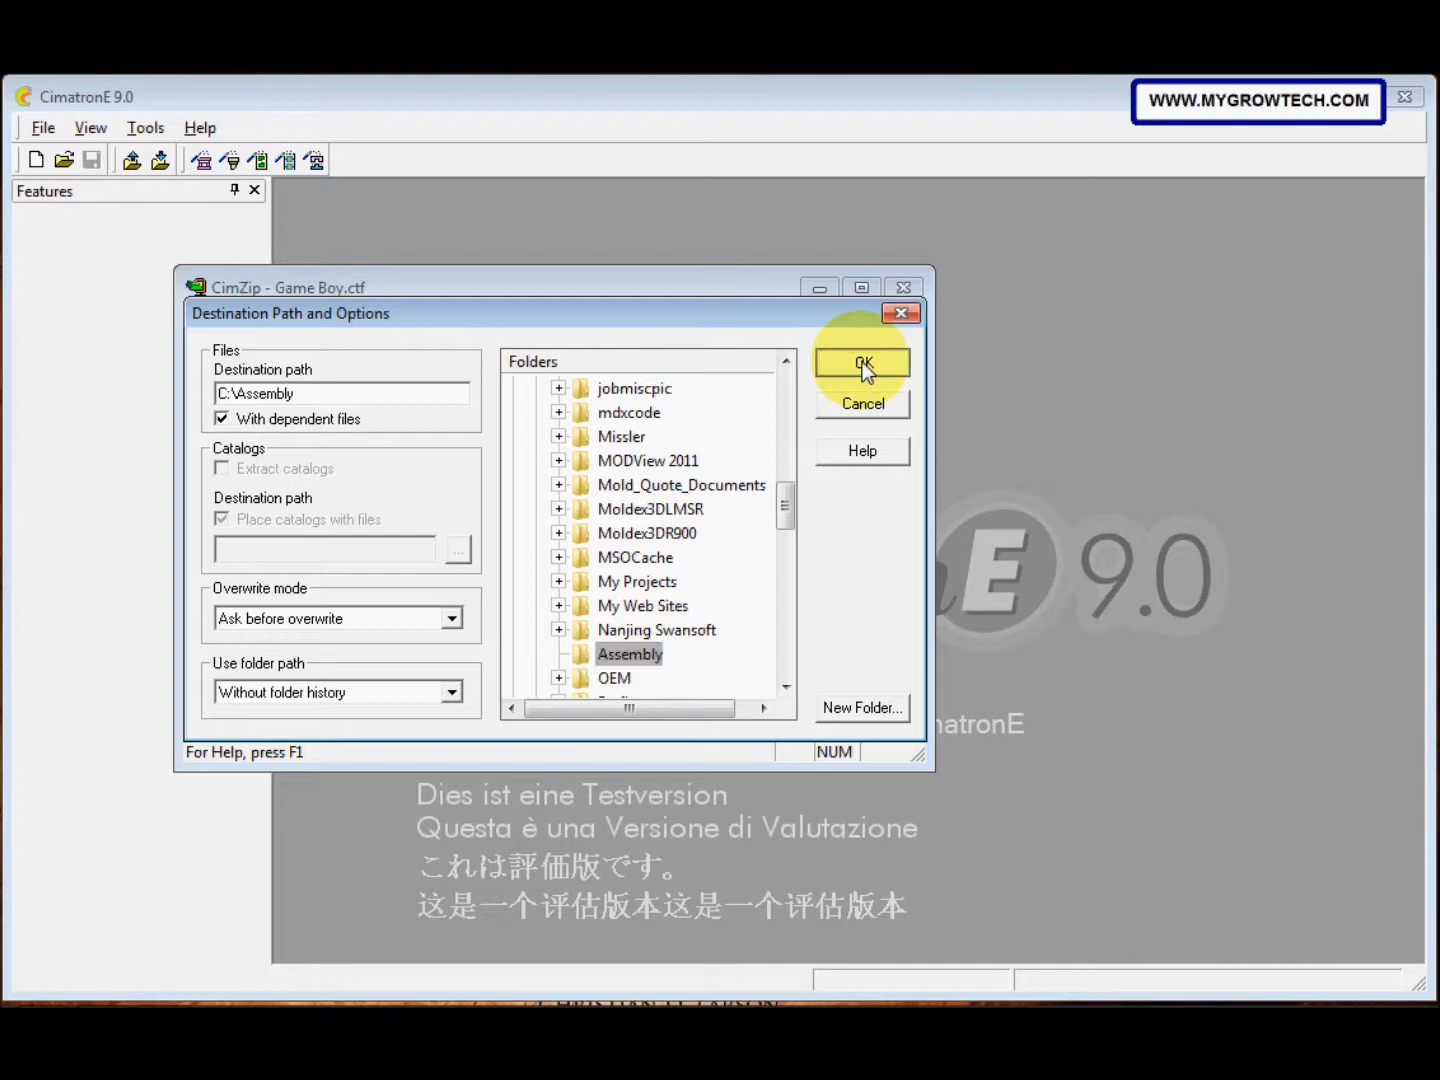 CimatronE 9.0
WWW.MYGROWTECH.COM
File View Tools Help
Features
CimZip - Game Boy.ctf
Destination Path and Options
Files
Destination path
C:\Assembly
With dependent files
Catalogs
Extract catalogs
Destination path
Place catalogs with files
...
Overwrite mode
Ask before overwrite
Use folder path
Without folder history
Folders
jobmiscpic
mdxcode
Missler
MODView 2011
Mold_Quote_Documents
Moldex3DLMSR
Moldex3DR900
MSOCache
My Projects
My Web Sites
Nanjing Swansoft
Assembly
OEM
OK
Cancel
Help
New Folder...
For Help, press F1
NUM
E 9.0
matronE
Dies ist eine Testversion
Questa è una Versione di Valutazione
これは評価版です。
这是一个评估版本这是一个评估版本